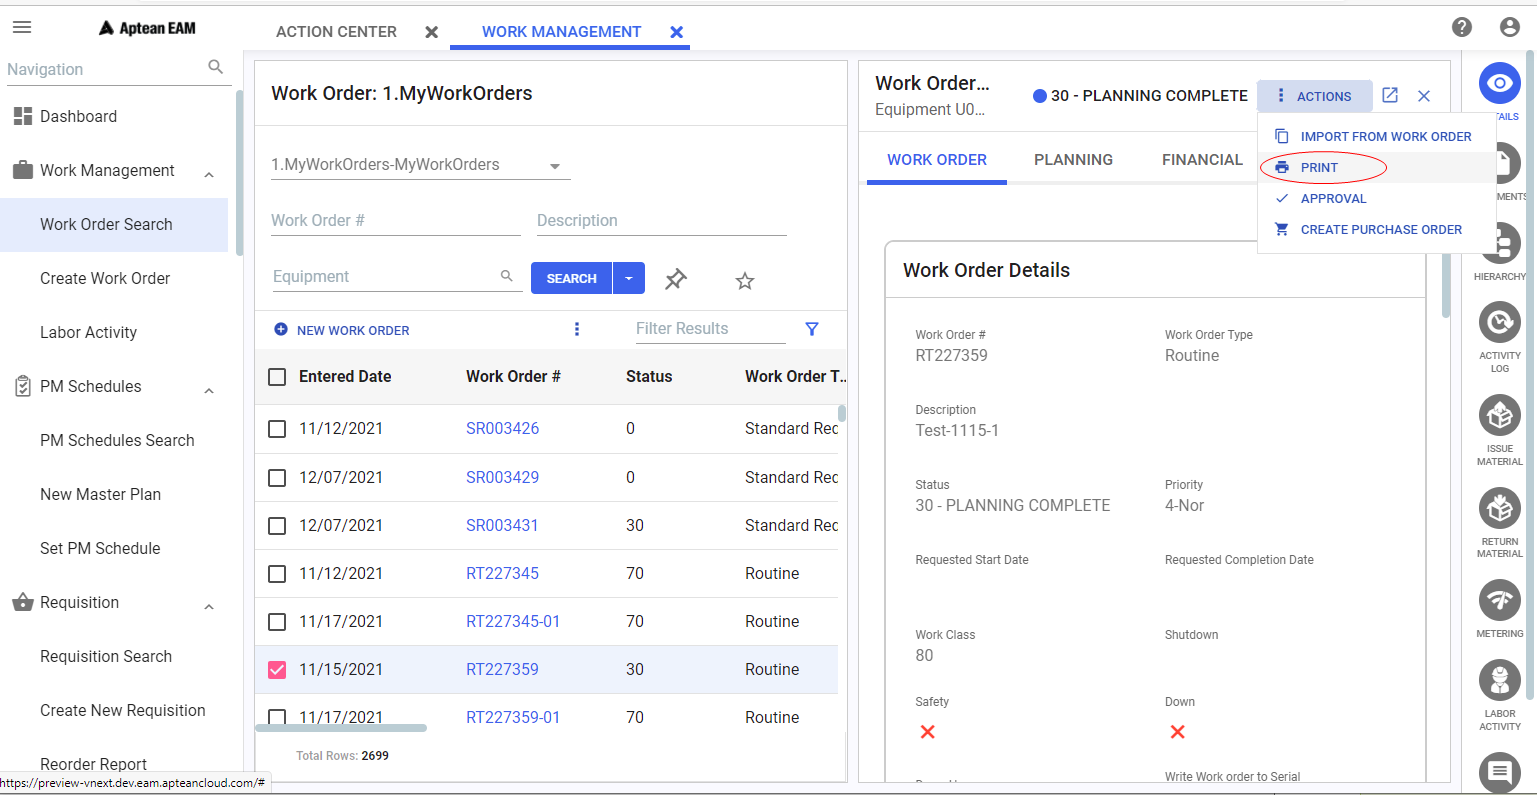 Aptean EAM
ACTION CENTER
WORK MANAGEMENT
Navigation
Dashboard
Work Management
Work Order Search
Create Work Order
Labor Activity
PM Schedules
PM Schedules Search
New Master Plan
Set PM Schedule
Requisition
Requisition Search
Create New Requisition
Reorder Report
https://preview-vnext.dev.eam.apteancloud.com/#
Work Order: 1.MyWorkOrders
1.MyWorkOrders-MyWorkOrders
Work Order # Description
Equipment SEARCH
NEW WORK ORDER Filter Results
Entered Date Work Order # Status Work Order T...
11/12/2021 SR003426 0 Standard Rec
12/07/2021 SR003429 0 Standard Rec
12/07/2021 SR003431 30 Standard Rec
11/12/2021 RT227345 70 Routine
11/17/2021 RT227345-01 70 Routine
11/15/2021 RT227359 30 Routine
11/17/2021 RT227359-01 70 Routine
Total Rows: 2699
Work Order...
Equipment U0...
30 - PLANNING COMPLETE
ACTIONS
IMPORT FROM WORK ORDER
PRINT
APPROVAL
CREATE PURCHASE ORDER
WORK ORDER PLANNING FINANCIAL
Work Order Details
Work Order # Work Order Type
RT227359 Routine
Description
Test-1115-1
Status Priority
30 - PLANNING COMPLETE 4-Nor
Requested Start Date Requested Completion Date
Work Class Shutdown
80
Safety Down
Write Work order to Serial
TAILS
MENTS
HIERARCHY
ACTIVITY
LOG
ISSUE
MATERIAL
RETURN
MATERIAL
METERING
LABOR
ACTIVITY